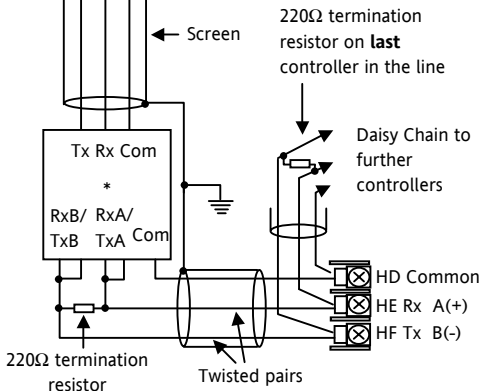 220Ω termination
resistor on last
controller in the line
Screen
Daisy Chain to
further
controllers
Tx Rx Com
*
RxB/ RxA/
TxB TxA Com
HD Common
HE Rx A(+)
HF Tx B(-)
220Ω termination
resistor
Twisted pairs